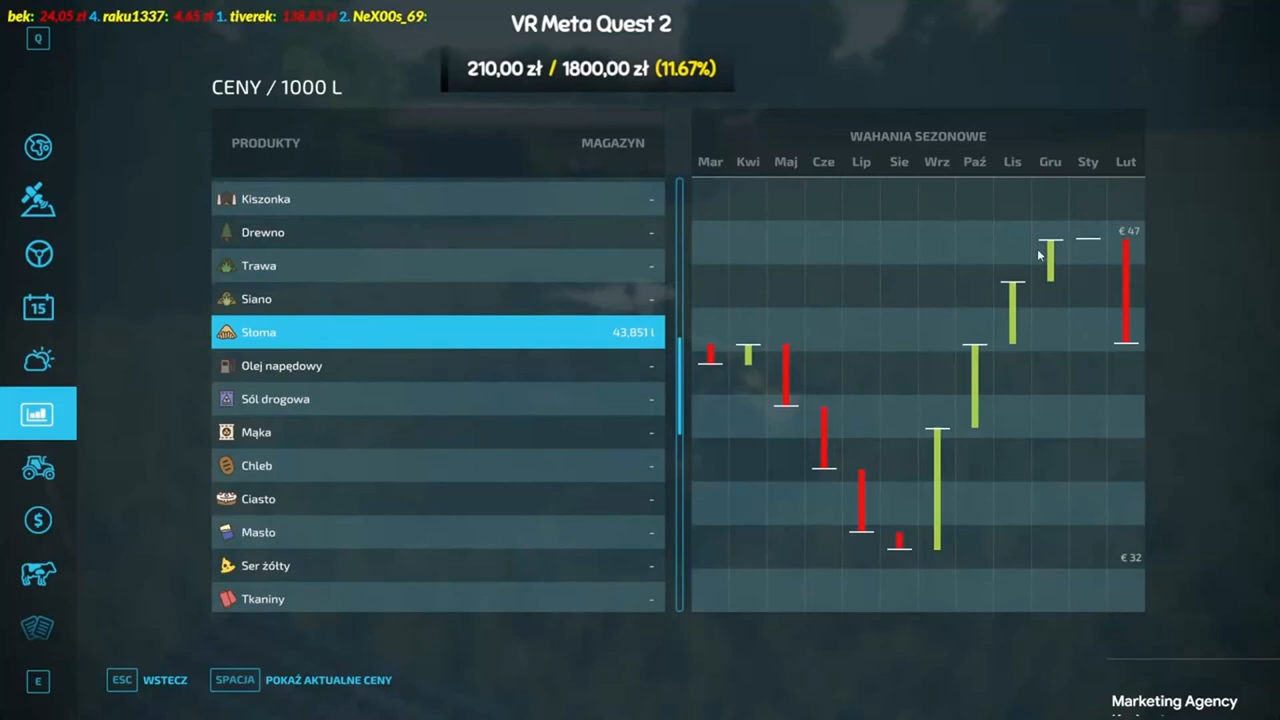 bek: 24,05 zł 4. raku1337: 4,65 zł 1. tiverek: 138,85 zł 2. NeX00s_69:
VR Meta Quest 2
210,00 zł / 1800,00 zł (11.67%)
Q
CENY / 1000 L
PRODUKTY MAGAZYN
WAHANIA SEZONOWE
Mar Kwi Maj Cze Lip Sie Wrz Paź Lis Gru Sty Lut
Kiszonka -
Drewno -
Trawa -
Siano -
Słoma 43,851 l
Olej napędowy -
Sól drogowa -
Mąka -
Chleb -
Ciasto -
Masło -
Ser żółty -
Tkaniny -
€ 47
€ 32
15
$
E
ESC WSTECZ SPACJA POKAŻ AKTUALNE CENY
Marketing Agency